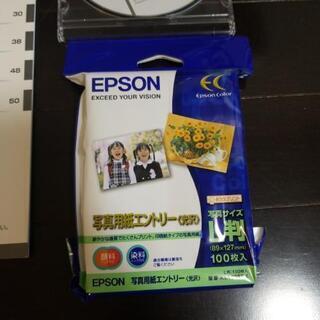 30
38
48
50
EPSON
EXCEED YOUR VISION
EC
Epson Color
写真用紙エントリー〈光沢〉
写真サイズ
L判
(89×127mm)
100枚入
顔料
染料
EPSON 写真用紙エントリー〈光沢〉